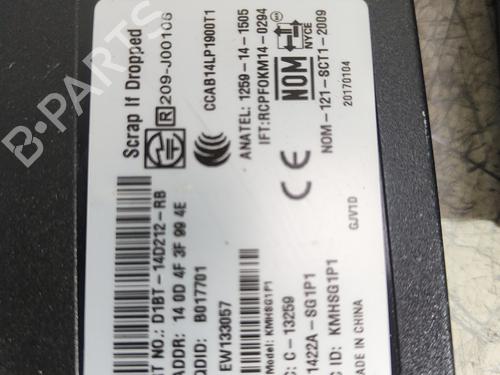 Scrap If Dropped
R 209-J00106
CCAB14LP1900T1
ANATEL: 1259-14-1505
IFT:RCPFOKM14-0294
NOM NYCE
NOM-121-SCT1-2009
20170104
CE
GJV1D
NO.: D1BT-14D212-RB
ADDR: 14 0D 4F 3F 99 4E
QDID: B017701
EW133057
Model: KMHSG1P1
C: C-13259
1422A-SG1P1
C ID: KMHSG1P1
DE IN CHINA
B-PARTS